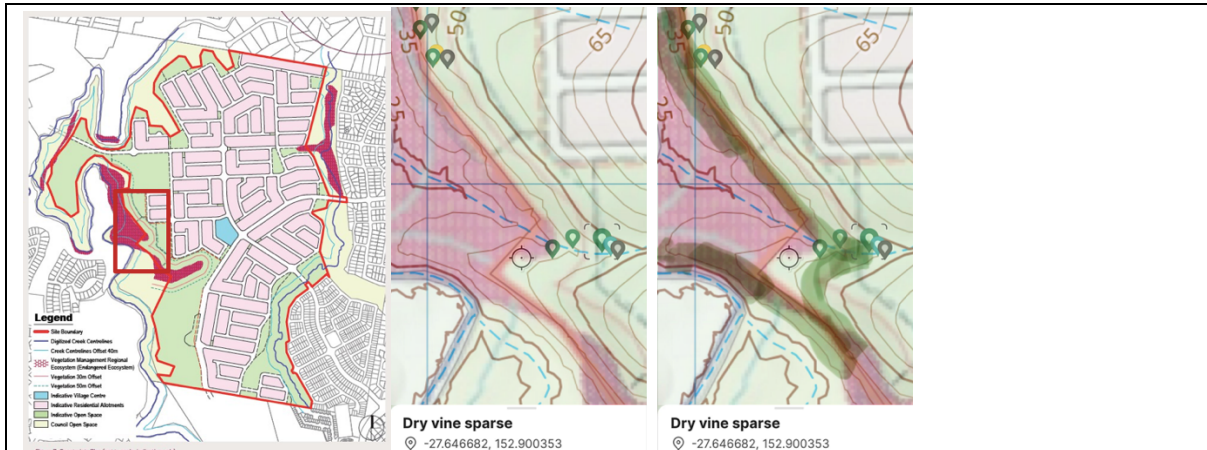 Legend
Site Boundary
Digitized Creek Centrelines
Creek Centrelines Offset 40m
Vegetation Management Regional
Ecosystem (Endangered Ecosystem)
Vegetation 30m Offset
Vegetation 50m Offset
Indicative Village Centre
Indicative Residential Allotments
Indicative Open Space
Council Open Space
35
50
65
25
Dry vine sparse
-27.646682, 152.900353
35
50
65
25
Dry vine sparse
-27.646682, 152.900353